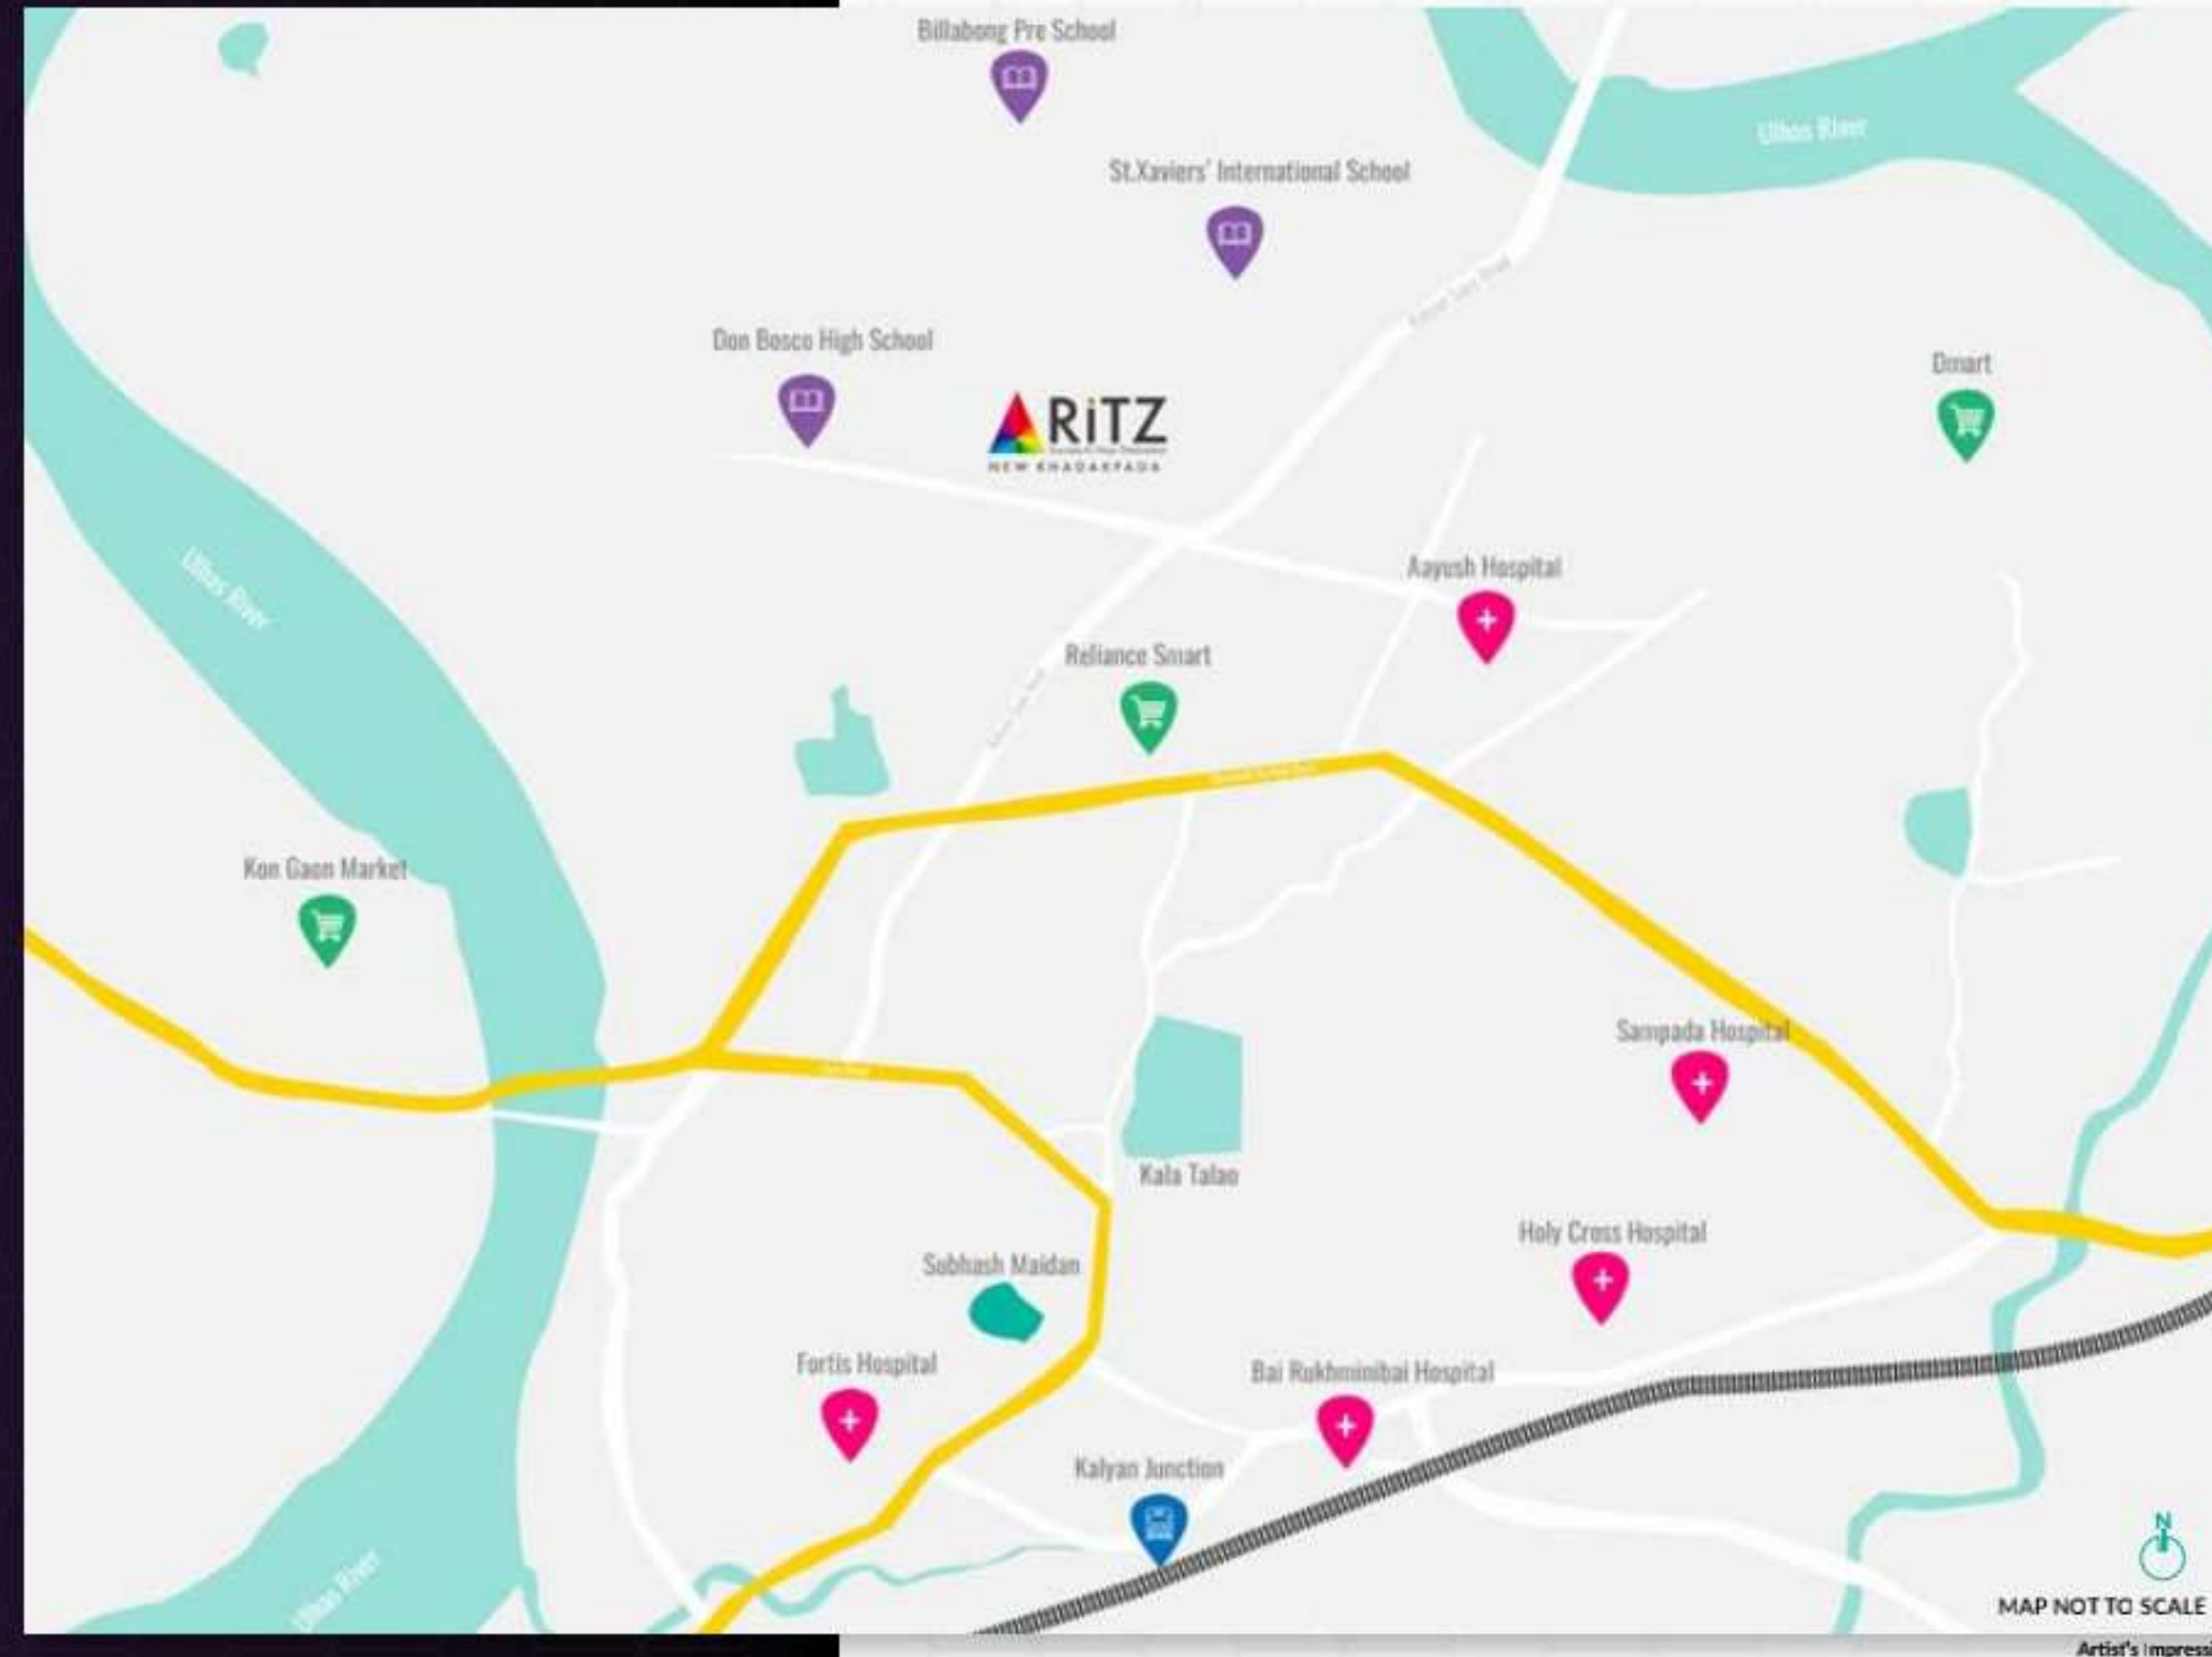 Billabong Pre School
Ulhas River
St.Xaviers' International School
Don Bosco High School
Dmart
RiTZ
NEW KHADAKPADA
Ulhas River
Aayush Hospital
Reliance Smart
Kon Gaon Market
Sampada Hospital
Kala Talao
Holy Cross Hospital
Subhash Maidan
Fortis Hospital
Bai Rukhminibai Hospital
Kalyan Junction
Ulhas River
N
MAP NOT TO SCALE
Artist's Impressi